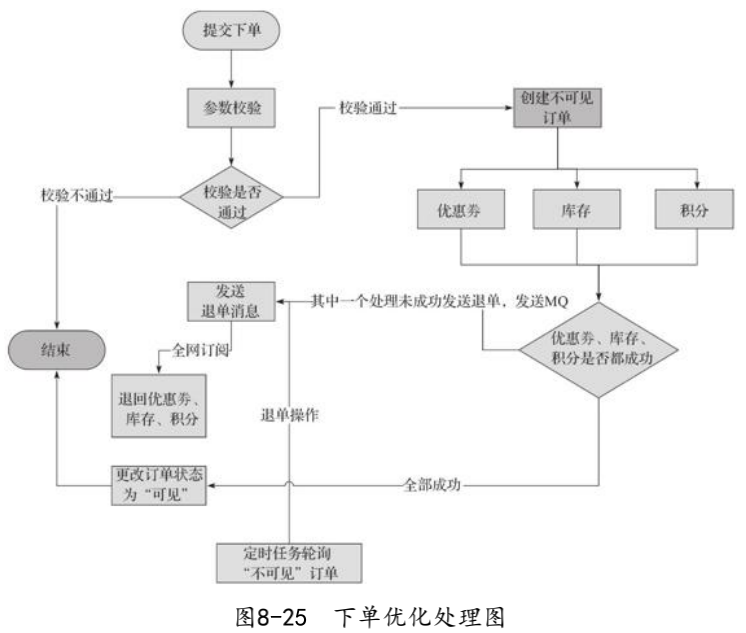 提交下单
参数校验
校验通过
创建不可见
订单
校验不通过
校验是否
通过
优惠券
库存
积分
发送
退单消息
其中一个处理未成功发送退单，发送MQ
结束
全网订阅
优惠券、库存、
积分是否都成功
退回优惠券、
库存、积分
退单操作
更改订单状态
为“可见”
全部成功
定时任务轮询
“不可见”订单
图8-25 下单优化处理图